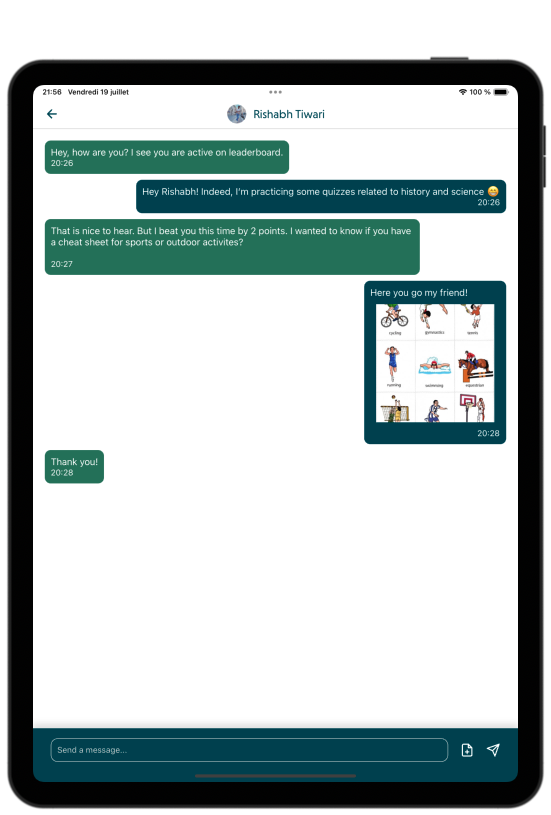 21:56 Vendredi 19 juillet
100 %
Rishabh Tiwari
Hey, how are you? I see you are active on leaderboard.
20:26
Hey Rishabh! Indeed, I'm practicing some quizzes related to history and science 😁
20:26
That is nice to hear. But I beat you this time by 2 points. I wanted to know if you have
a cheat sheet for sports or outdoor activites?
20:27
Here you go my friend!
cycling gymnastics tennis
running swimming equestrian
20:28
Thank you!
20:28
Send a message...